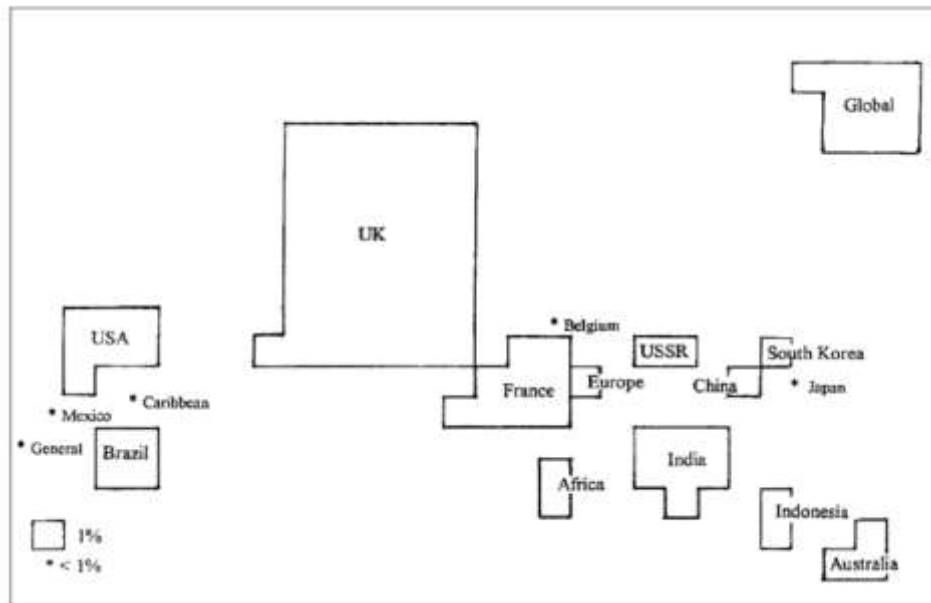 Global
UK
Belgium
USA
USSR
South Korea
France
Europe
China
Japan
Caribbean
Mexico
General
Brazil
India
Africa
Indonesia
1%
* < 1%
Australia